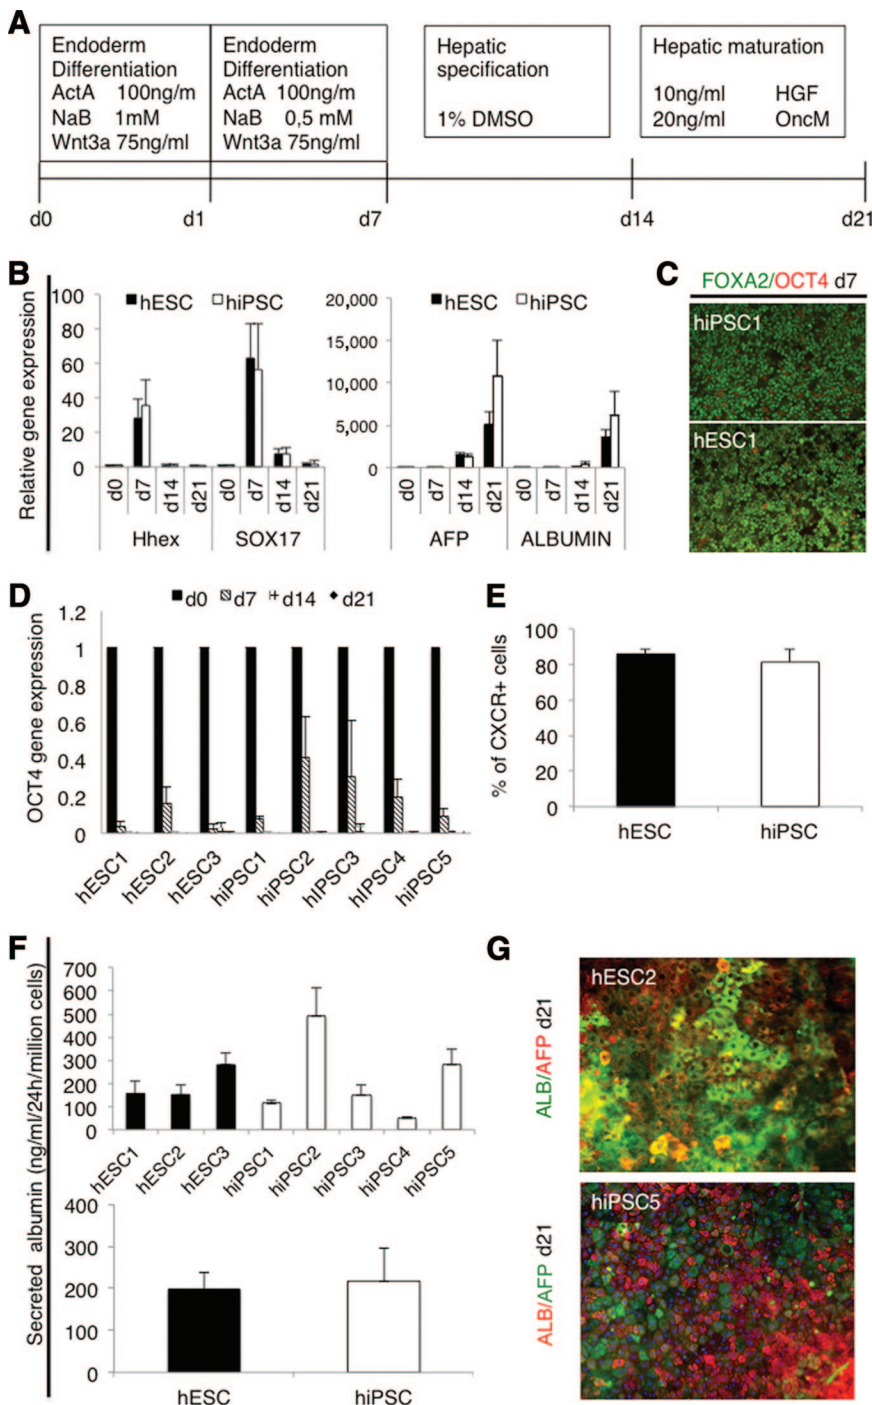 A
Endoderm
Differentiation
ActA 100ng/m
NaB 1mM
Wnt3a 75ng/ml
Endoderm
Differentiation
ActA 100ng/m
NaB 0,5 mM
Wnt3a 75ng/ml
Hepatic
specification
1% DMSO
Hepatic maturation
10ng/ml HGF
20ng/ml OncM
d0 d1 d7 d14 d21
B
Relative gene expression
100
80
60
40
20
0
hESC hiPSC
d0 d7 d14 d21 d0 d7 d14 d21
Hhex SOX17
20,000
15,000
10,000
5,000
0
hESC hiPSC
d0 d7 d14 d21 d0 d7 d14 d21
AFP ALBUMIN
C
FOXA2/OCT4 d7
hiPSC1
hESC1
D
d0 d7 d14 d21
OCT4 gene expression
1.2
1
0.8
0.6
0.4
0.2
0
hESC1 hESC2 hESC3 hiPSC1 hiPSC2 hiPSC3 hiPSC4 hiPSC5
E
% of CXCR+ cells
100
80
60
40
20
0
hESC hiPSC
F
Secreted albumin (ng/ml/24h/million cells)
700
600
500
400
300
200
100
0
hESC1 hESC2 hESC3 hiPSC1 hiPSC2 hiPSC3 hiPSC4 hiPSC5
400
300
200
100
0
hESC hiPSC
G
ALB/AFP d21
hESC2
ALB/AFP d21
hiPSC5